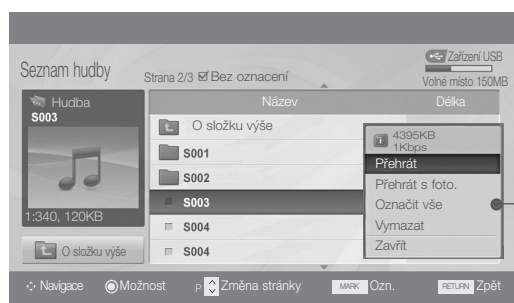 Zařízení USB
Seznam hudby
Strana 2/3 Bez oznacení
Volné místo 150MB
Hudba
S003
1:340, 120KB
O složku výše
Název
Délka
O složku výše
S001
S002
S003
S004
S004
4395KB
1Kbps
Přehrát
Přehrát s foto.
Označit vše
Vymazat
Zavřít
Navigace
Možnost
P Změna stránky
MARK Ozn.
RETURN Zpět